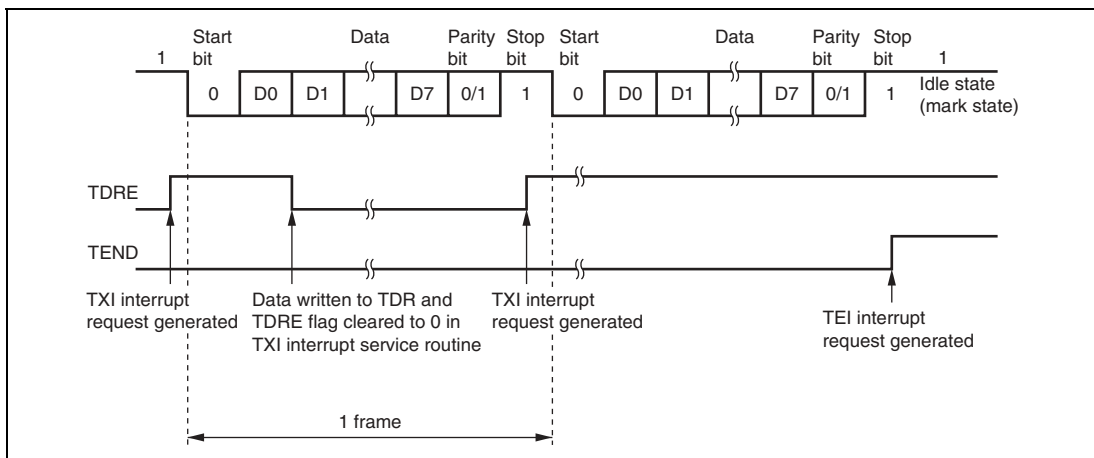 Start bit
Data
Parity bit
Stop bit
Start bit
Data
Parity bit
Stop bit
1
1
0
D0
D1
D7
0/1
1
0
D0
D1
D7
0/1
1
Idle state
(mark state)
TDRE
TEND
TXI interrupt
request generated
Data written to TDR and
TDRE flag cleared to 0 in
TXI interrupt service routine
TXI interrupt
request generated
TEI interrupt
request generated
1 frame